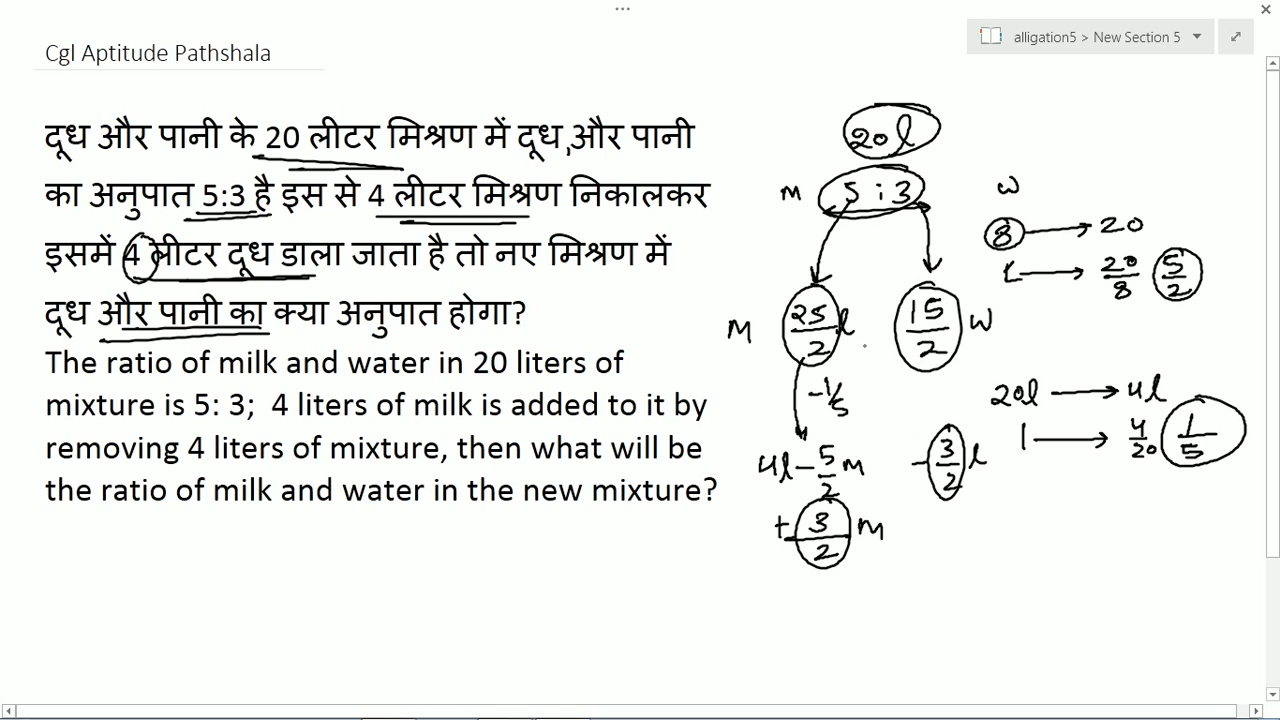 ...
alligation5 > New Section 5
Cgl Aptitude Pathshala
दूध और पानी के 20 लीटर मिश्रण में दूध,और पानी
का अनुपात 5:3 है इस से 4 लीटर मिश्रण निकालकर
इसमें 4 लीटर दूध डाला जाता है तो नए मिश्रण में
दूध और पानी का क्या अनुपात होगा?
The ratio of milk and water in 20 liters of
mixture is 5: 3;  4 liters of milk is added to it by
removing 4 liters of mixture, then what will be
the ratio of milk and water in the new mixture?
20l
M 5:3 W
8 → 20
1 → 20/8 5/2
M 25/2 l 15/2 W
-1/5
20l → 4l
1 → 4/20 1/5
4l - 5/2 M - 3/2 l
+ 3/2 M